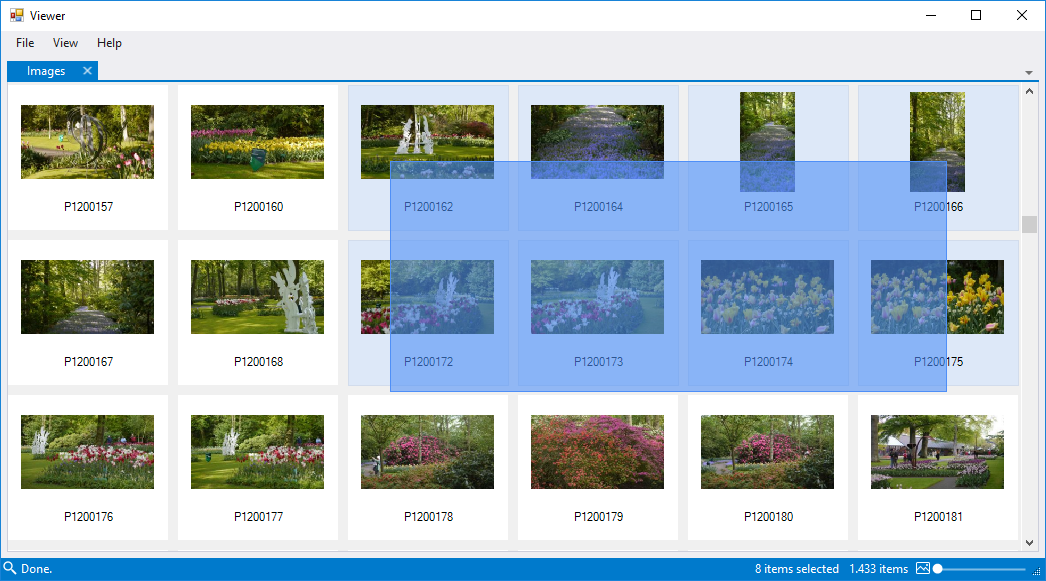 Viewer
File View Help
Images
P1200157 P1200160 P1200162 P1200164 P1200165 P1200166
P1200167 P1200168 P1200172 P1200173 P1200174 P1200175
P1200176 P1200177 P1200178 P1200179 P1200180 P1200181
Done. 8 items selected 1.433 items